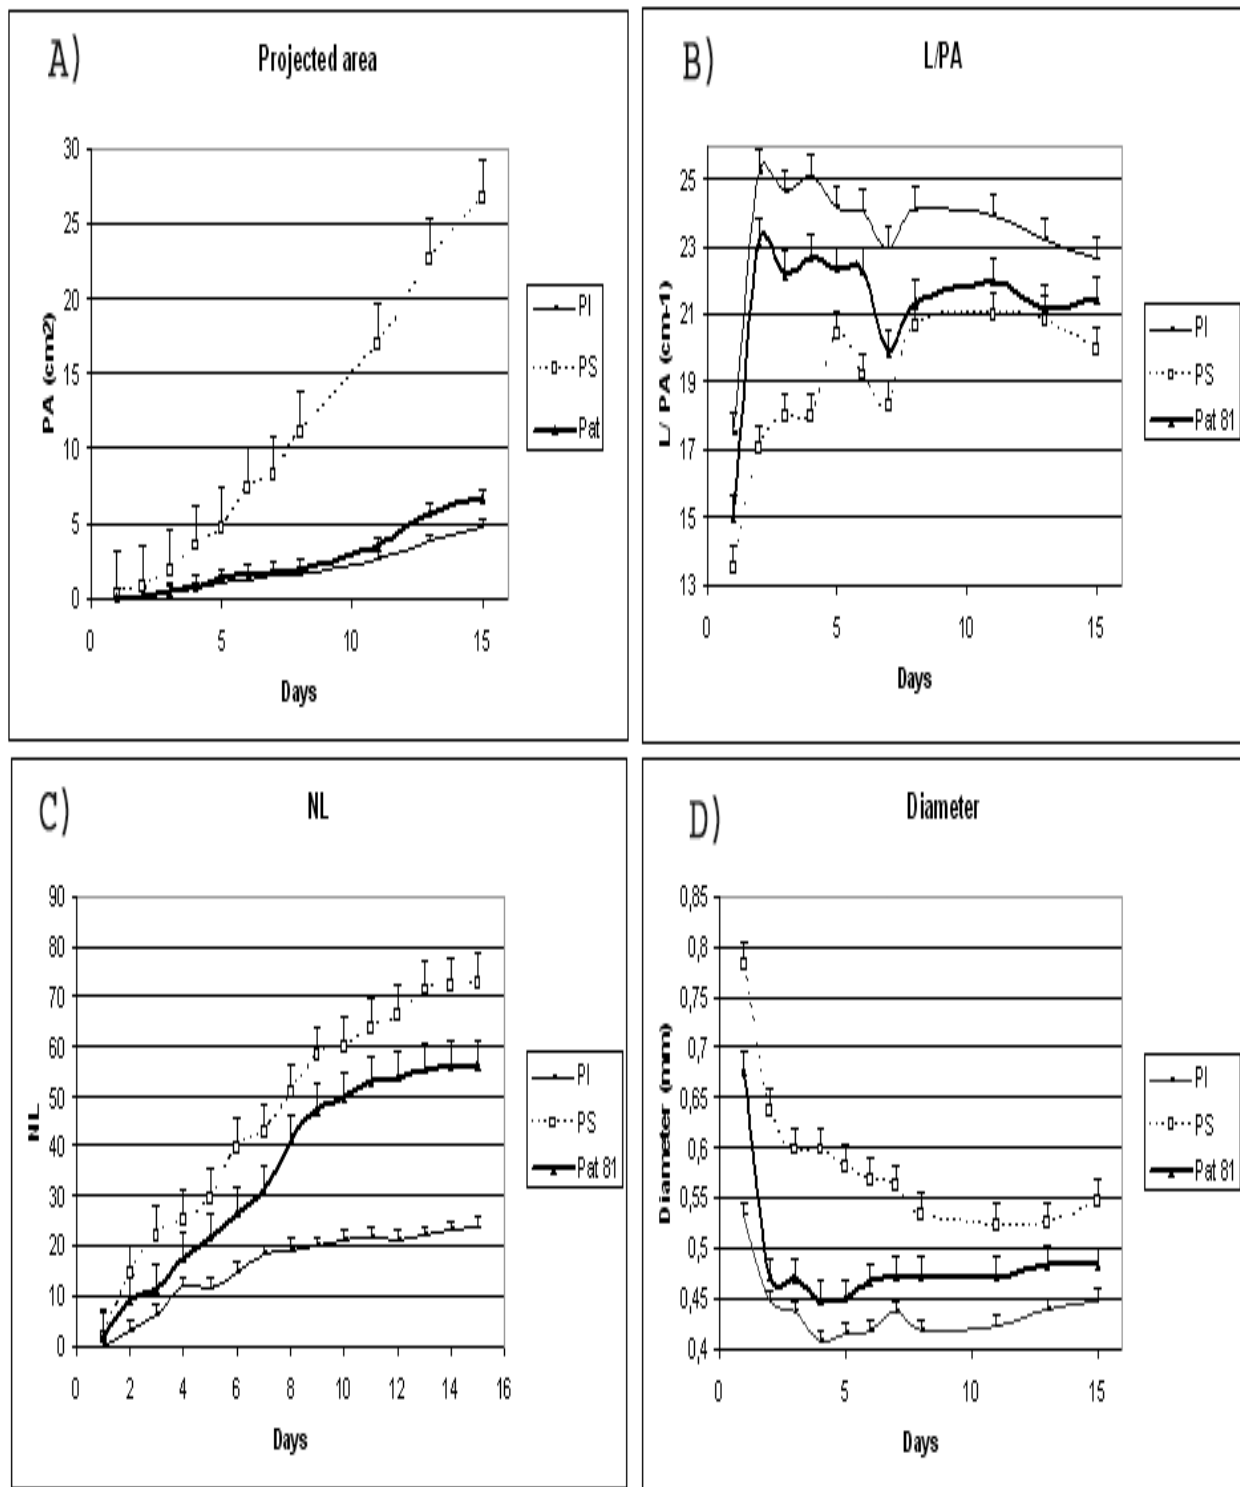 A)
Projected area
PA (cm2)
30
25
20
15
10
5
0
0 5 10 15
Days
PI
PS
Pat
B)
L/PA
L/ PA (cm-1)
25
23
21
19
17
15
13
0 5 10 15
Days
PI
PS
Pat 81
C)
NL
NL
90
80
70
60
50
40
30
20
10
0
0 2 4 6 8 10 12 14 16
Days
PI
PS
Pat 81
D)
Diameter
Diameter (mm)
0,85
0,8
0,75
0,7
0,65
0,6
0,55
0,5
0,45
0,4
0 5 10 15
Days
PI
PS
Pat 81